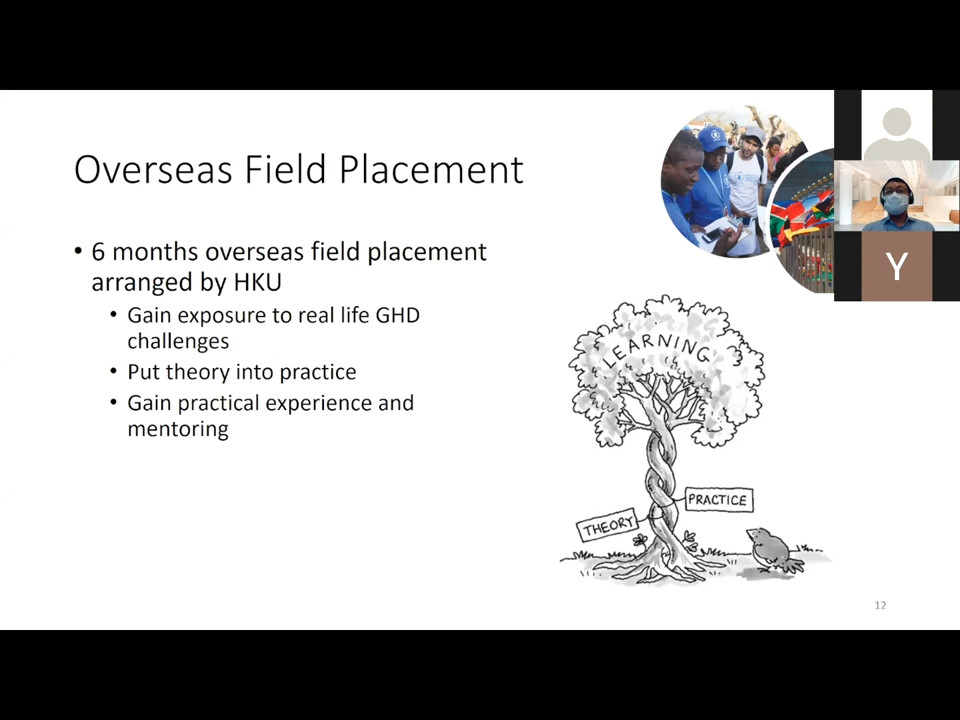 Overseas Field Placement
• 6 months overseas field placement
arranged by HKU
• Gain exposure to real life GHD
challenges
• Put theory into practice
• Gain practical experience and
mentoring
LEARNING
PRACTICE
THEORY
Y
12